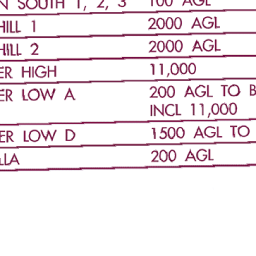 N SOUTH 1, 2, 3 100 AGL
HILL 1 2000 AGL
HILL 2 2000 AGL
ER HIGH 11,000
ER LOW A 200 AGL TO B
INCL 11,000
ER LOW D 1500 AGL TO
LLA 200 AGL